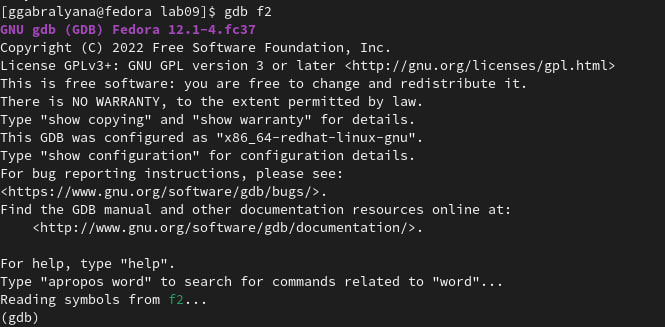 [ggabralyana@fedora lab09]$ gdb f2
GNU gdb (GDB) Fedora 12.1-4.fc37
Copyright (C) 2022 Free Software Foundation, Inc.
License GPLv3+: GNU GPL version 3 or later <http://gnu.org/licenses/gpl.html>
This is free software: you are free to change and redistribute it.
There is NO WARRANTY, to the extent permitted by law.
Type "show copying" and "show warranty" for details.
This GDB was configured as "x86_64-redhat-linux-gnu".
Type "show configuration" for configuration details.
For bug reporting instructions, please see:
<https://www.gnu.org/software/gdb/bugs/>.
Find the GDB manual and other documentation resources online at:
    <http://www.gnu.org/software/gdb/documentation/>.

For help, type "help".
Type "apropos word" to search for commands related to "word"...
Reading symbols from f2...
(gdb)